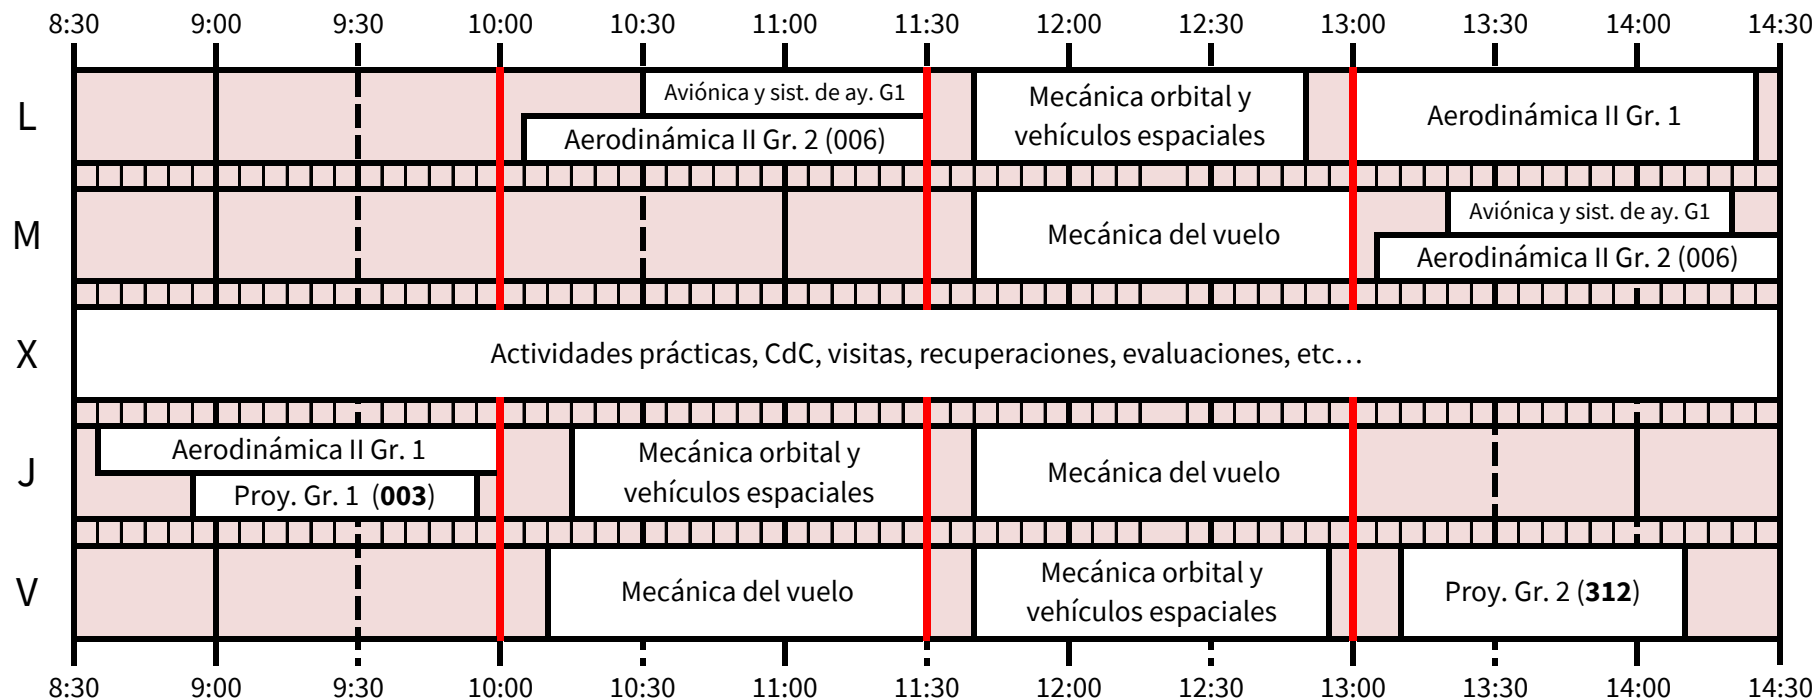 8:30 9:00 9:30 10:00 10:30 11:00 11:30 12:00 12:30 13:00 13:30 14:00 14:30
L
Aviónica y sist. de ay. G1
Aerodinámica II Gr. 2 (006)
Mecánica orbital y
vehículos espaciales
Aerodinámica II Gr. 1
M
Mecánica del vuelo
Aviónica y sist. de ay. G1
Aerodinámica II Gr. 2 (006)
X
Actividades prácticas, CdC, visitas, recuperaciones, evaluaciones, etc…
J
Aerodinámica II Gr. 1
Proy. Gr. 1 (003)
Mecánica orbital y
vehículos espaciales
Mecánica del vuelo
V
Mecánica del vuelo
Mecánica orbital y
vehículos espaciales
Proy. Gr. 2 (312)
8:30 9:00 9:30 10:00 10:30 11:00 11:30 12:00 12:30 13:00 13:30 14:00 14:30